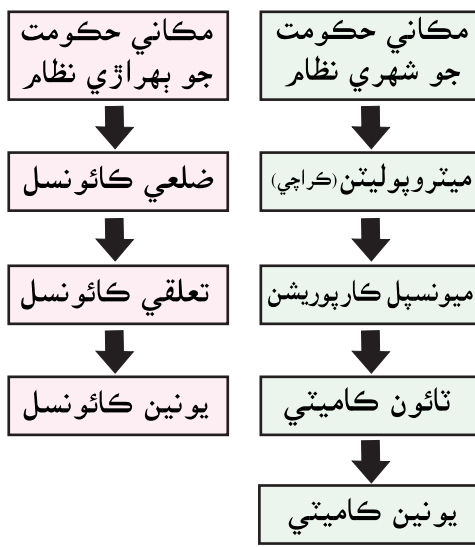 مڪاني حڪومت
جو شهري نظام
ميٽروپوليٽن (ڪراچي)
ميونسپل ڪارپوريشن
ٽائون ڪاميٽي
يونين ڪاميٽي
مڪاني حڪومت
جو ٻهراڙي نظام
ضلعي ڪائونسل
تعلقي ڪائونسل
يونين ڪائونسل